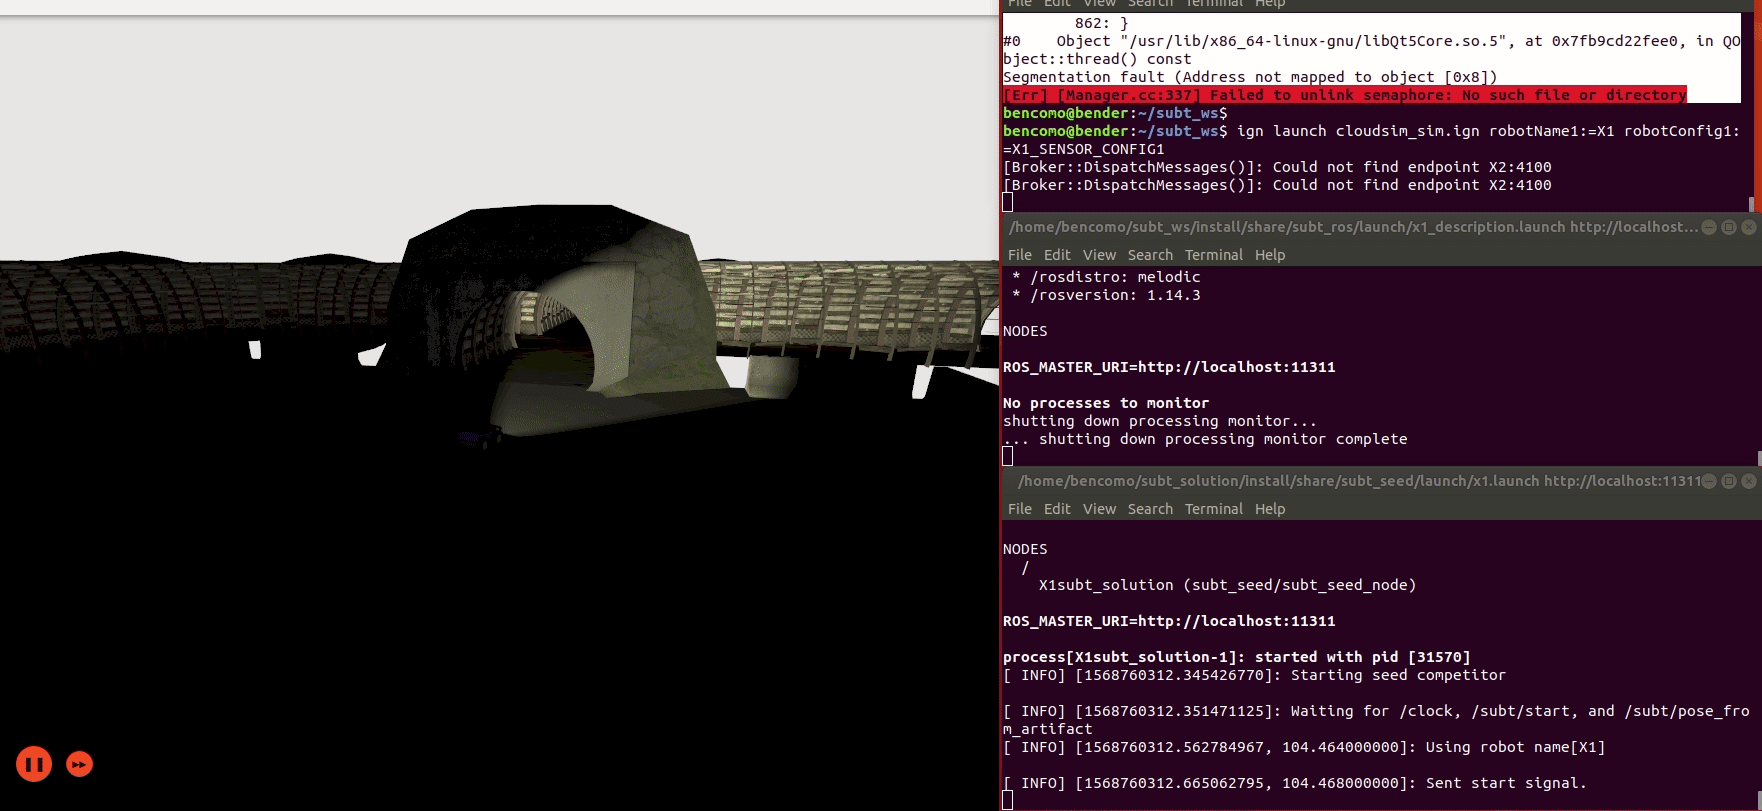 File Edit View Search Terminal Help
862: }
#0    Object "/usr/lib/x86_64-linux-gnu/libQt5Core.so.5", at 0x7fb9cd22fee0, in QO
bject::thread() const
Segmentation fault (Address not mapped to object [0x8])
[Err] [Manager.cc:337] Failed to unlink semaphore: No such file or directory
bencomo@bender:~/subt_ws$
bencomo@bender:~/subt_ws$ ign launch cloudsim_sim.ign robotName1:=X1 robotConfig1:
=X1_SENSOR_CONFIG1
[Broker::DispatchMessages()]: Could not find endpoint X2:4100
[Broker::DispatchMessages()]: Could not find endpoint X2:4100
/home/bencomo/subt_ws/install/share/subt_ros/launch/x1_description.launch http://localhost...
File Edit View Search Terminal Help
* /rosdistro: melodic
* /rosversion: 1.14.3
NODES
ROS_MASTER_URI=http://localhost:11311
No processes to monitor
shutting down processing monitor...
... shutting down processing monitor complete
/home/bencomo/subt_solution/install/share/subt_seed/launch/x1.launch http://localhost:11311
File Edit View Search Terminal Help
NODES
/
X1subt_solution (subt_seed/subt_seed_node)
ROS_MASTER_URI=http://localhost:11311
process[X1subt_solution-1]: started with pid [31570]
[ INFO] [1568760312.345426770]: Starting seed competitor
[ INFO] [1568760312.351471125]: Waiting for /clock, /subt/start, and /subt/pose_fro
m_artifact
[ INFO] [1568760312.562784967, 104.464000000]: Using robot name[X1]
[ INFO] [1568760312.665062795, 104.468000000]: Sent start signal.